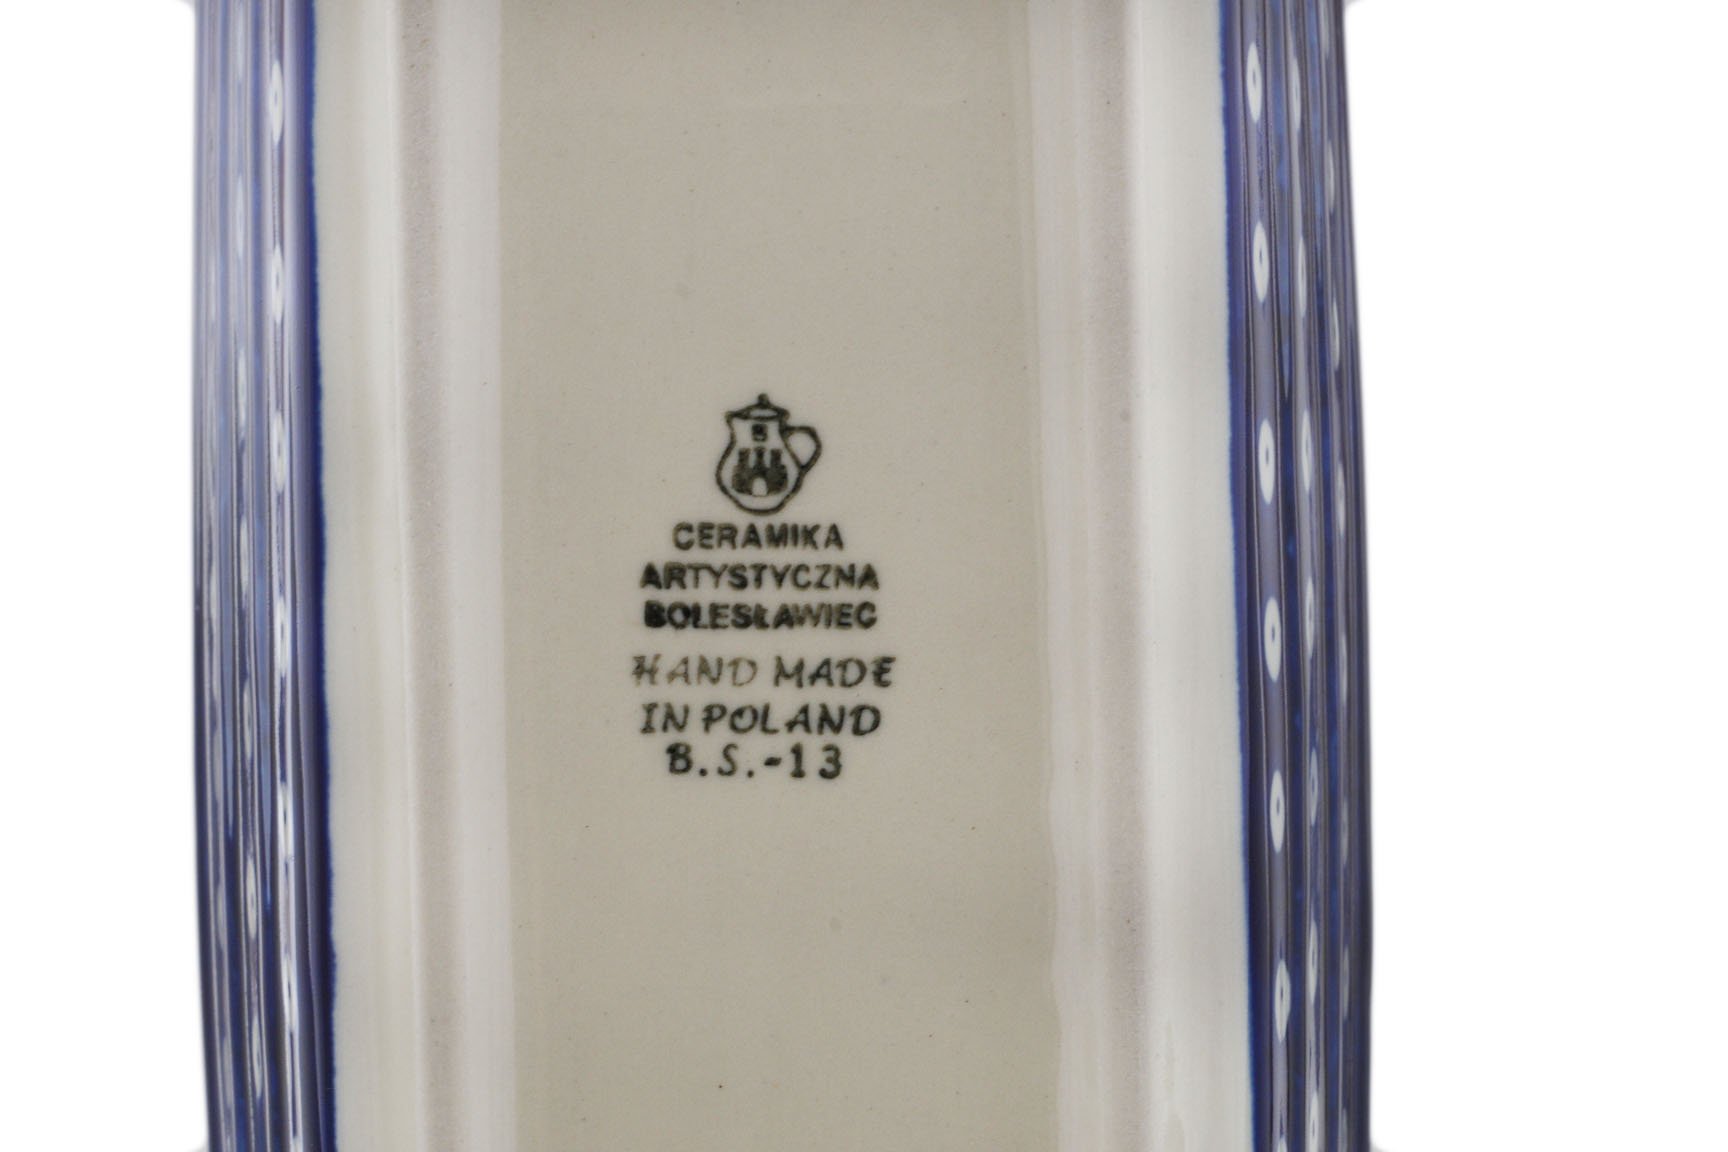 B
CERAMIKA
ARTYSTYCZNA
BOLESŁAWIEC
HAND MADE
IN POLAND
B.S.-13